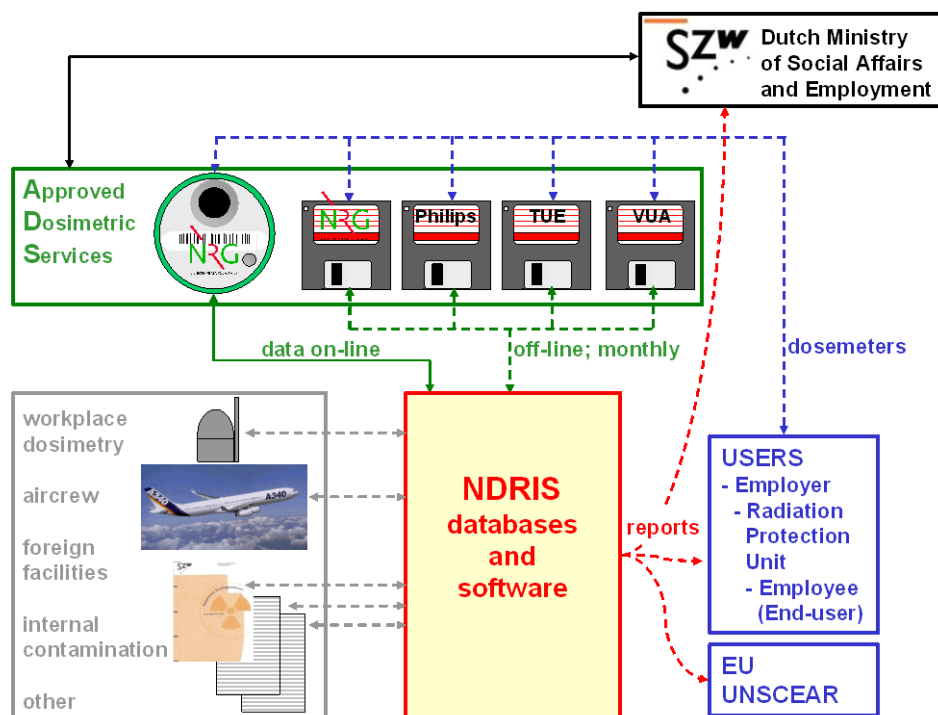 SZW
Dutch Ministry
of Social Affairs
and Employment
Approved
Dosimetric
Services
NRG
NRG
Philips
TUE
VUA
data on-line
off-line; monthly
dosemeters
workplace
dosimetry
aircrew
A340
A340
foreign
facilities
SZW
internal
contamination
other
NDRIS
databases
and
software
reports
USERS
- Employer
- Radiation
Protection
Unit
- Employee
(End-user)
EU
UNSCEAR